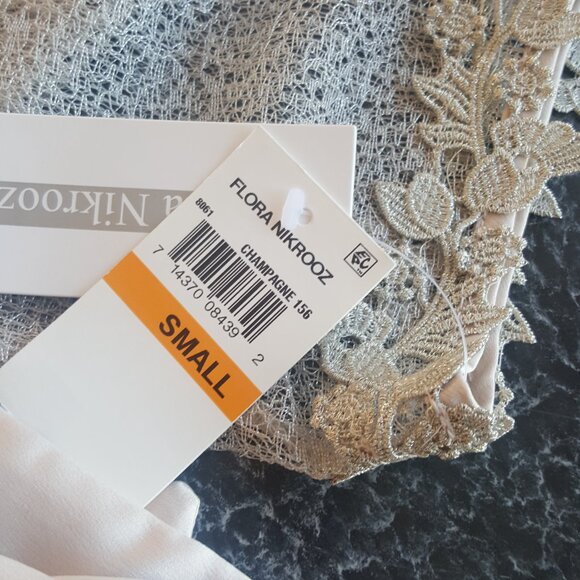 a Nikrooz
FLORA NIKROOZ
8061
CHAMPAGNE 156
7 14370 08439 2
SMALL